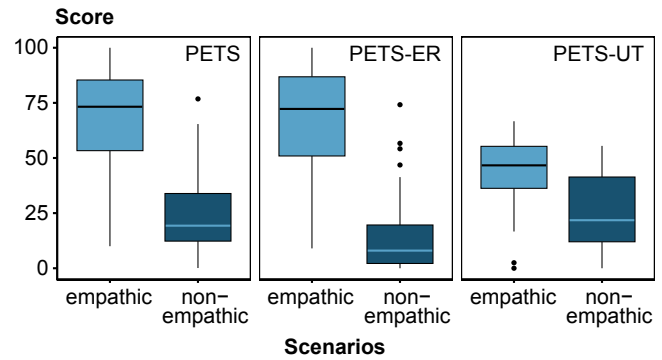 Score
PETS
PETS-ER
PETS-UT
100
75
50
25
0
empathic
non–
empathic
empathic
non–
empathic
empathic
non–
empathic
Scenarios